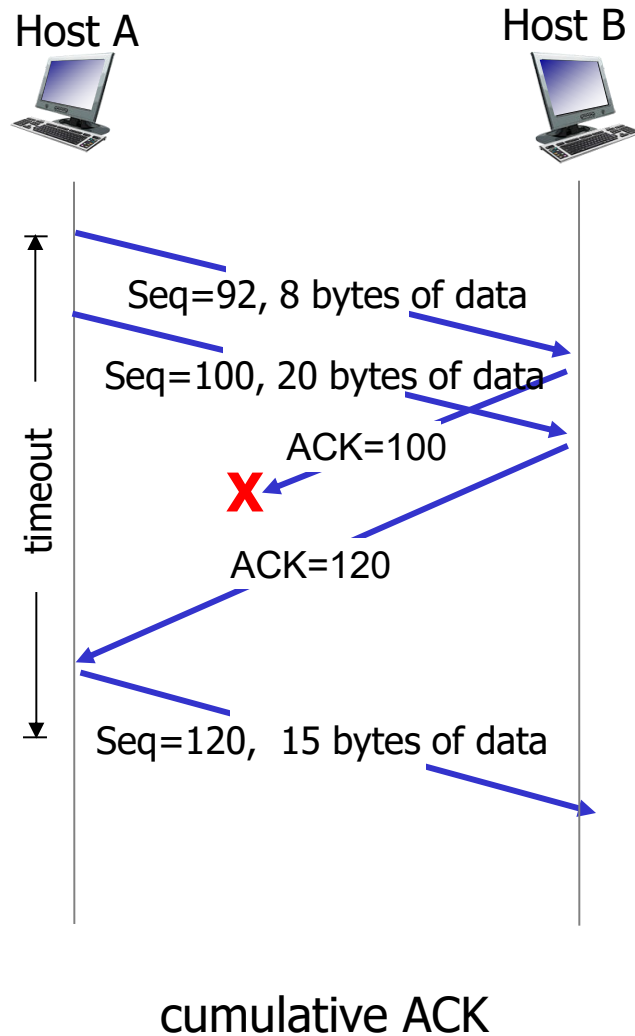 Host A
Host B
Seq=92, 8 bytes of data
Seq=100, 20 bytes of data
ACK=100
X
timeout
ACK=120
Seq=120,  15 bytes of data
cumulative ACK